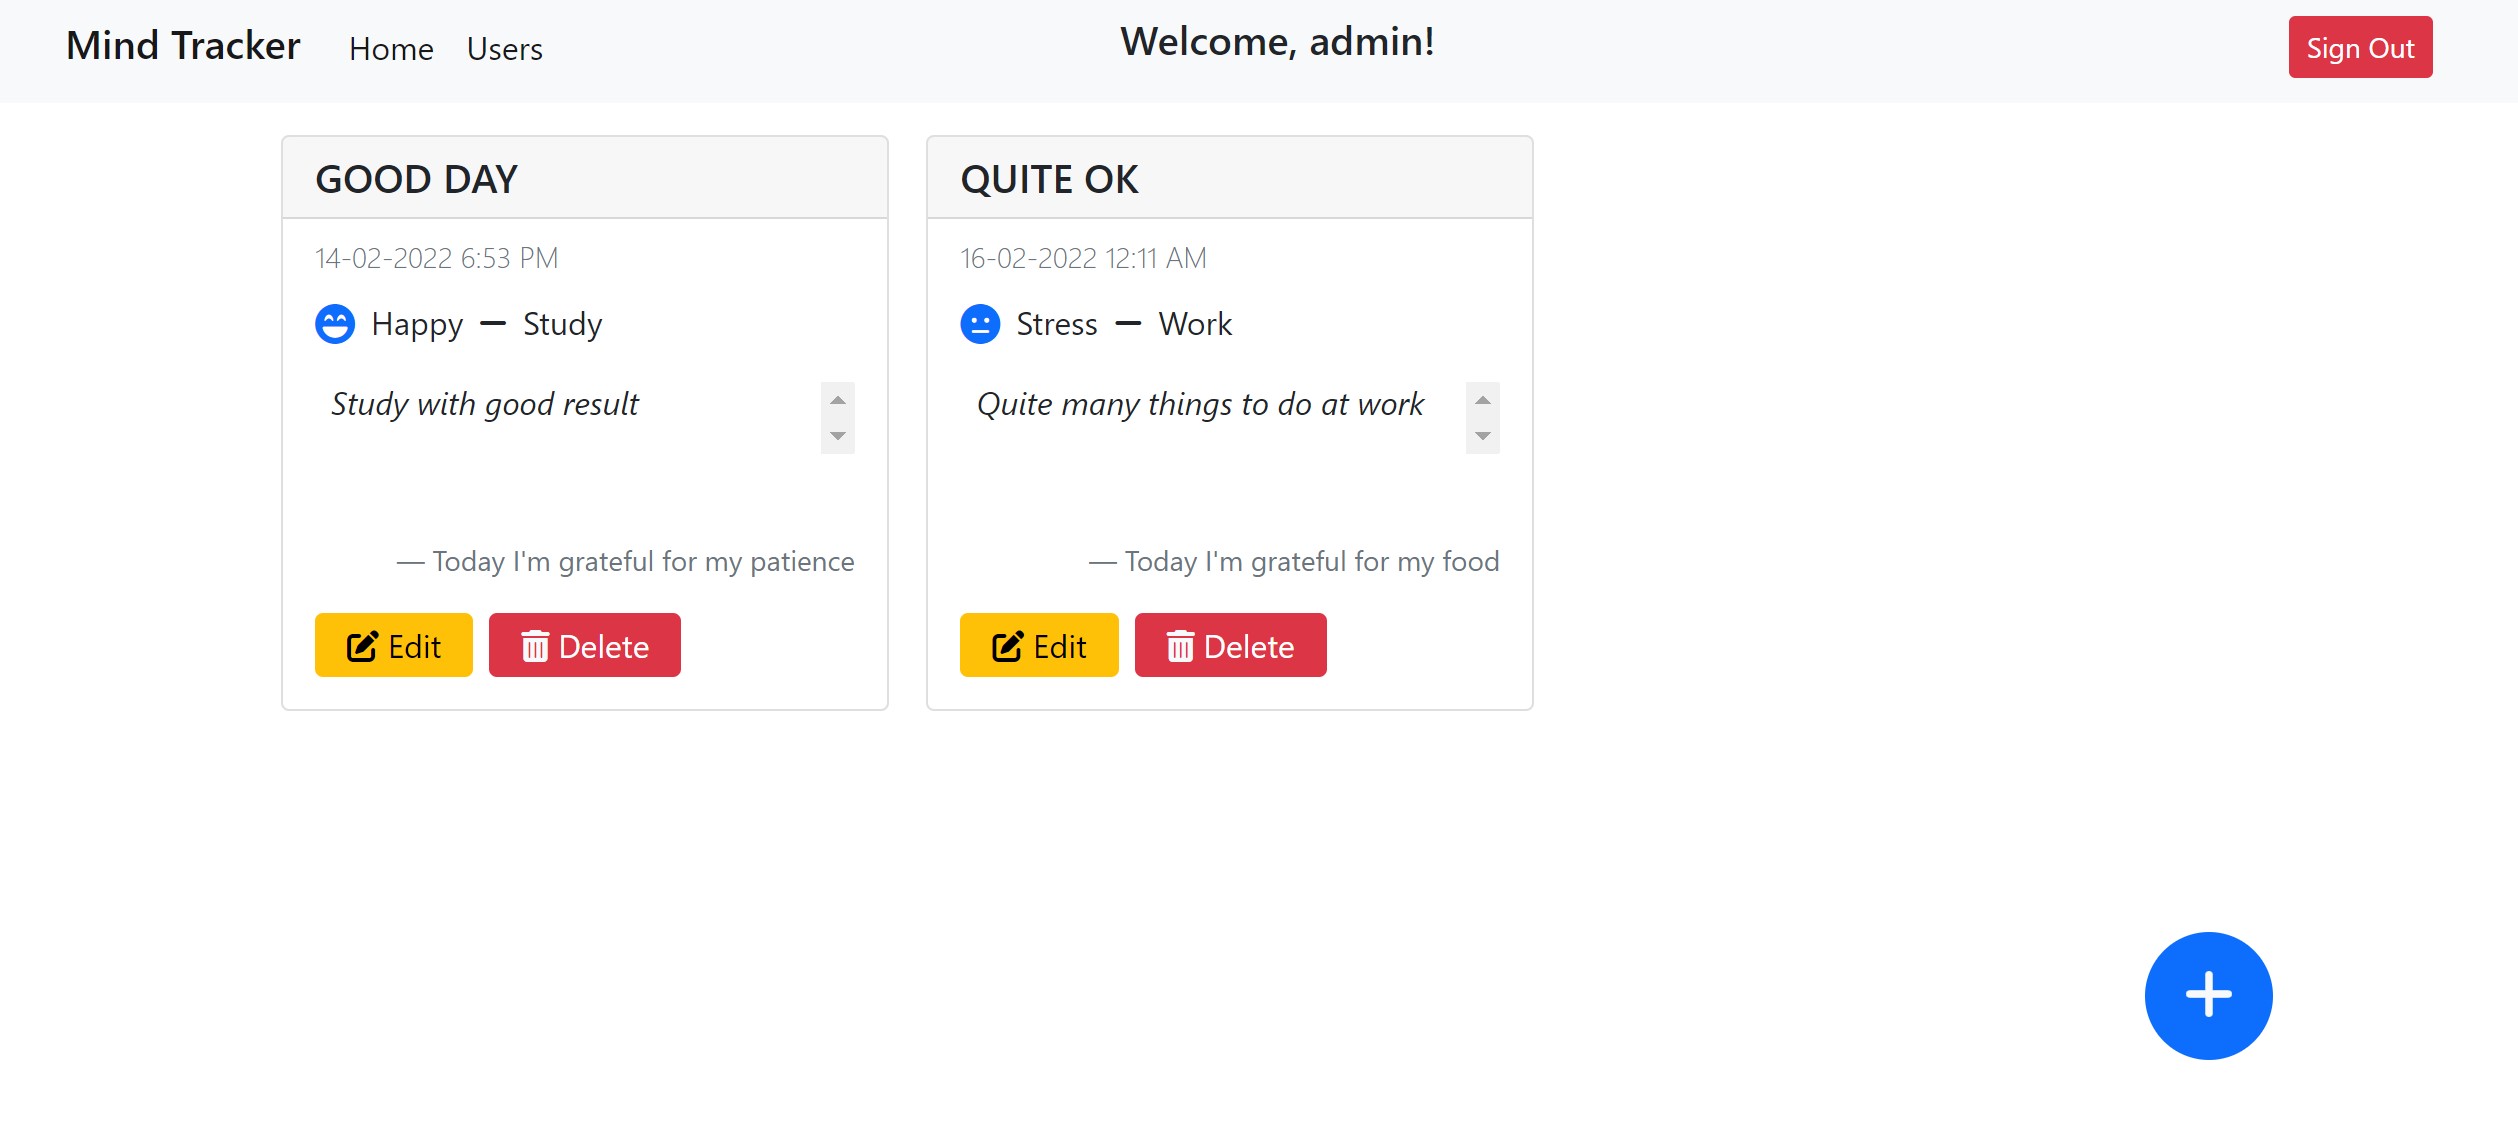 Mind Tracker Home Users Welcome, admin! Sign Out
GOOD DAY
14-02-2022 6:53 PM
Happy — Study
Study with good result
— Today I'm grateful for my patience
Edit Delete
QUITE OK
16-02-2022 12:11 AM
Stress — Work
Quite many things to do at work
— Today I'm grateful for my food
Edit Delete